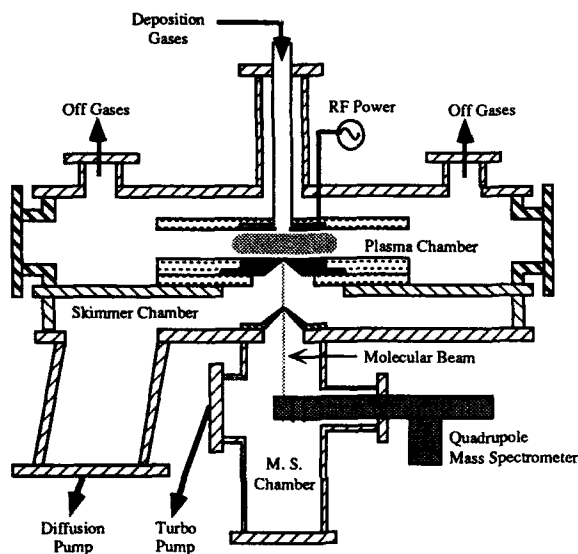 Deposition
Gases
RF Power
Off Gases
Off Gases
Plasma Chamber
Skimmer Chamber
Molecular Beam
Quadrupole
Mass Spectrometer
M. S.
Chamber
Diffusion
Pump
Turbo
Pump